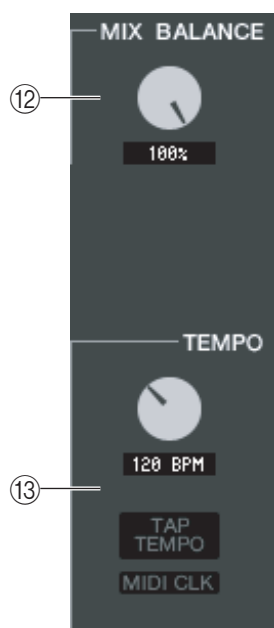 MIX BALANCE
⑫
100%
TEMPO
120 BPM
⑬
TAP
TEMPO
MIDI CLK